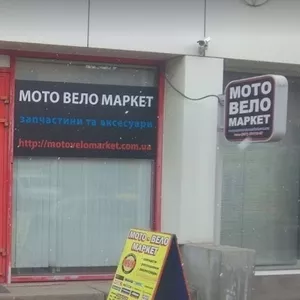 МОТО ВЕЛО МАРКЕТ
запчастини та аксесуари
http://motovelomarket.com.ua
МОТО
ВЕЛО
МАРКЕТ
МОТО - ВЕЛО
МАРКЕТ